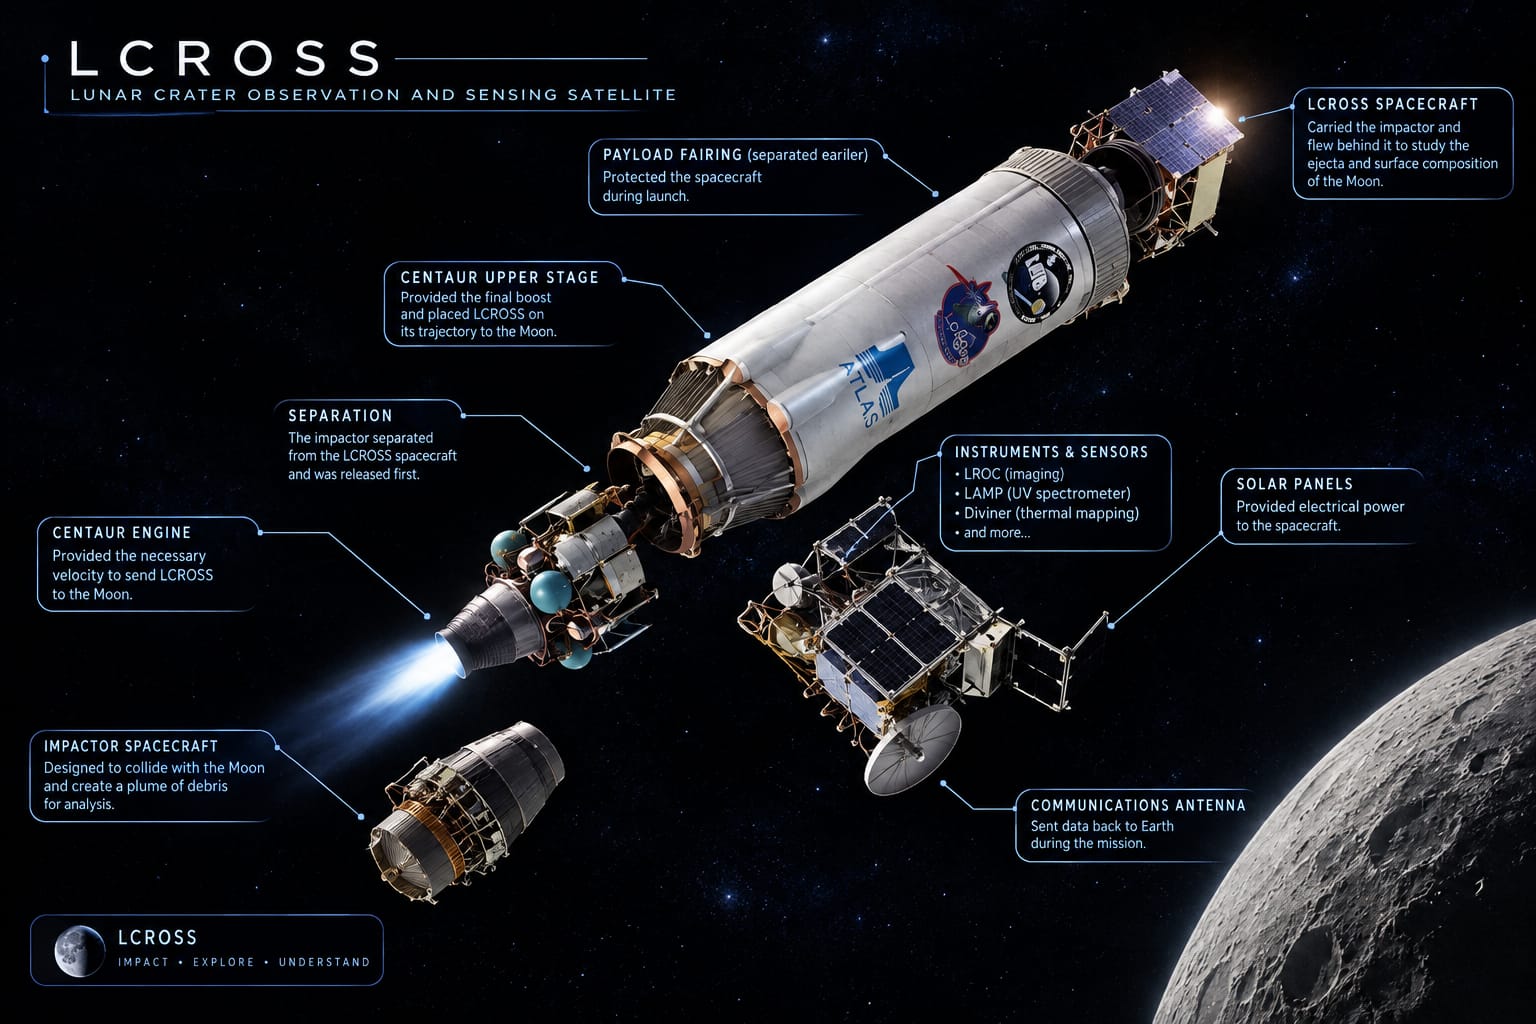 LCROSS
LUNAR CRATER OBSERVATION AND SENSING SATELLITE
LCROSS SPACECRAFT
Carried the impactor and
flew behind it to study the
ejecta and surface composition
of the Moon.
PAYLOAD FAIRING (separated eariler)
Protected the spacecraft
during launch.
CENTAUR UPPER STAGE
Provided the final boost
and placed LCROSS on
its trajectory to the Moon.
ATLAS
SEPARATION
The impactor separated
from the LCROSS spacecraft
and was released first.
INSTRUMENTS & SENSORS
• LROC (imaging)
• LAMP (UV spectrometer)
• Diviner (thermal mapping)
• and more...
SOLAR PANELS
Provided electrical power
to the spacecraft.
CENTAUR ENGINE
Provided the necessary
velocity to send LCROSS
to the Moon.
IMPACTOR SPACECRAFT
Designed to collide with the Moon
and create a plume of debris
for analysis.
COMMUNICATIONS ANTENNA
Sent data back to Earth
during the mission.
LCROSS
IMPACT • EXPLORE • UNDERSTAND